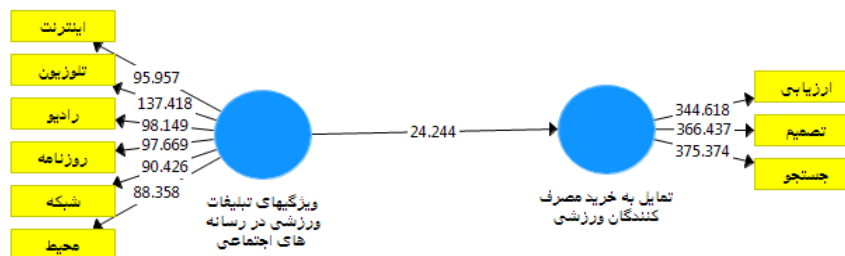 اینترنت
تلوزیون
رادیو
روزنامه
شبکه
محیط
95.957
137.418
98.149
97.669
90.426
88.358
ویژگیهای تبلیغات
ورزشی در رسانه
های اجتماعی
24.244
تمایل به خرید مصرف
کنندگان ورزشی
344.618
366.437
375.374
ارزیابی
تصمیم
جستجو